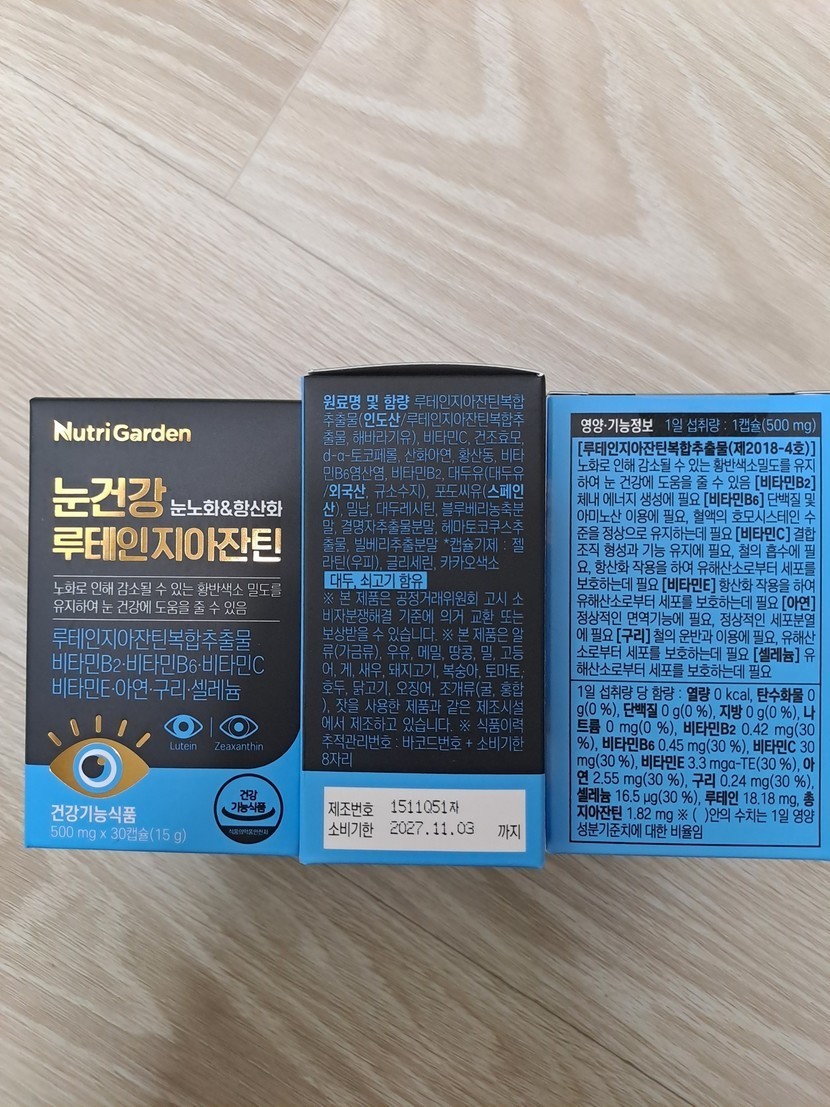 NutriGarden
눈건강 눈노화&항산화
루테인지아잔틴
노화로 인해 감소될 수 있는 황반색소 밀도를
유지하여 눈 건강에 도움을 줄 수 있음
루테인지아잔틴복합추출물
비타민B2·비타민B6·비타민C
비타민E·아연·구리·셀레늄
Lutein
Zeaxanthin
건강기능식품
500 mg x 30캡슐(15 g)
건강
기능식품
식품의약품안전처
원료명 및 함량 루테인지아잔틴복합
추출물(인도산/루테인지아잔틴복합추
출물, 해바라기유), 비타민C, 건조효모,
d-α-토코페롤, 산화아연, 황산동, 비타
민B6염산염, 비타민B2, 대두유(대두유
/외국산, 규소수지), 포도씨유(스페인
산), 밀납, 대두레시틴, 블루베리농축분
말, 결명자추출물분말, 헤마토코쿠스추
출물, 빌베리추출분말 *캡슐기제 : 젤
라틴(우피), 글리세린, 카카오색소
대두, 쇠고기 함유
※ 본 제품은 공정거래위원회 고시 소
비자분쟁해결 기준에 의거 교환 또는
보상받을 수 있습니다. ※ 본 제품은 알
류(가금류), 우유, 메밀, 땅콩, 밀, 고등
어, 게, 새우, 돼지고기, 복숭아, 토마토,
호두, 닭고기, 오징어, 조개류(굴, 홍합
), 잣을 사용한 제품과 같은 제조시설
에서 제조하고 있습니다. ※ 식품이력
추적관리번호 : 바코드번호 + 소비기한
8자리
제조번호 1511Q51자
소비기한 2027.11.03 까지
영양·기능정보 1일 섭취량 : 1캡슐(500 mg)
[루테인지아잔틴복합추출물(제2018-4호)]
노화로 인해 감소될 수 있는 황반색소밀도를 유지
하여 눈 건강에 도움을 줄 수 있음 [비타민B2]
체내 에너지 생성에 필요 [비타민B6] 단백질 및
아미노산 이용에 필요, 혈액의 호모시스테인 수
준을 정상으로 유지하는데 필요 [비타민C] 결합
조직 형성과 기능 유지에 필요, 철의 흡수에 필
요, 항산화 작용을 하여 유해산소로부터 세포를
보호하는데 필요 [비타민E] 항산화 작용을 하여
유해산소로부터 세포를 보호하는데 필요 [아연]
정상적인 면역기능에 필요, 정상적인 세포분열
에 필요 [구리] 철의 운반과 이용에 필요, 유해산
소로부터 세포를 보호하는데 필요 [셀레늄] 유
해산소로부터 세포를 보호하는데 필요
1일 섭취량 당 함량 : 열량 0 kcal, 탄수화물 0
g(0 %), 단백질 0 g(0 %), 지방 0 g(0 %), 나
트륨 0 mg(0 %), 비타민B2 0.42 mg(30
%), 비타민B6 0.45 mg(30 %), 비타민C 30
mg(30 %), 비타민E 3.3 mgα-TE(30 %), 아
연 2.55 mg(30 %), 구리 0.24 mg(30 %),
셀레늄 16.5 μg(30 %), 루테인 18.18 mg, 총
지아잔틴 1.82 mg ※ ( )안의 수치는 1일 영양
성분기준치에 대한 비율임